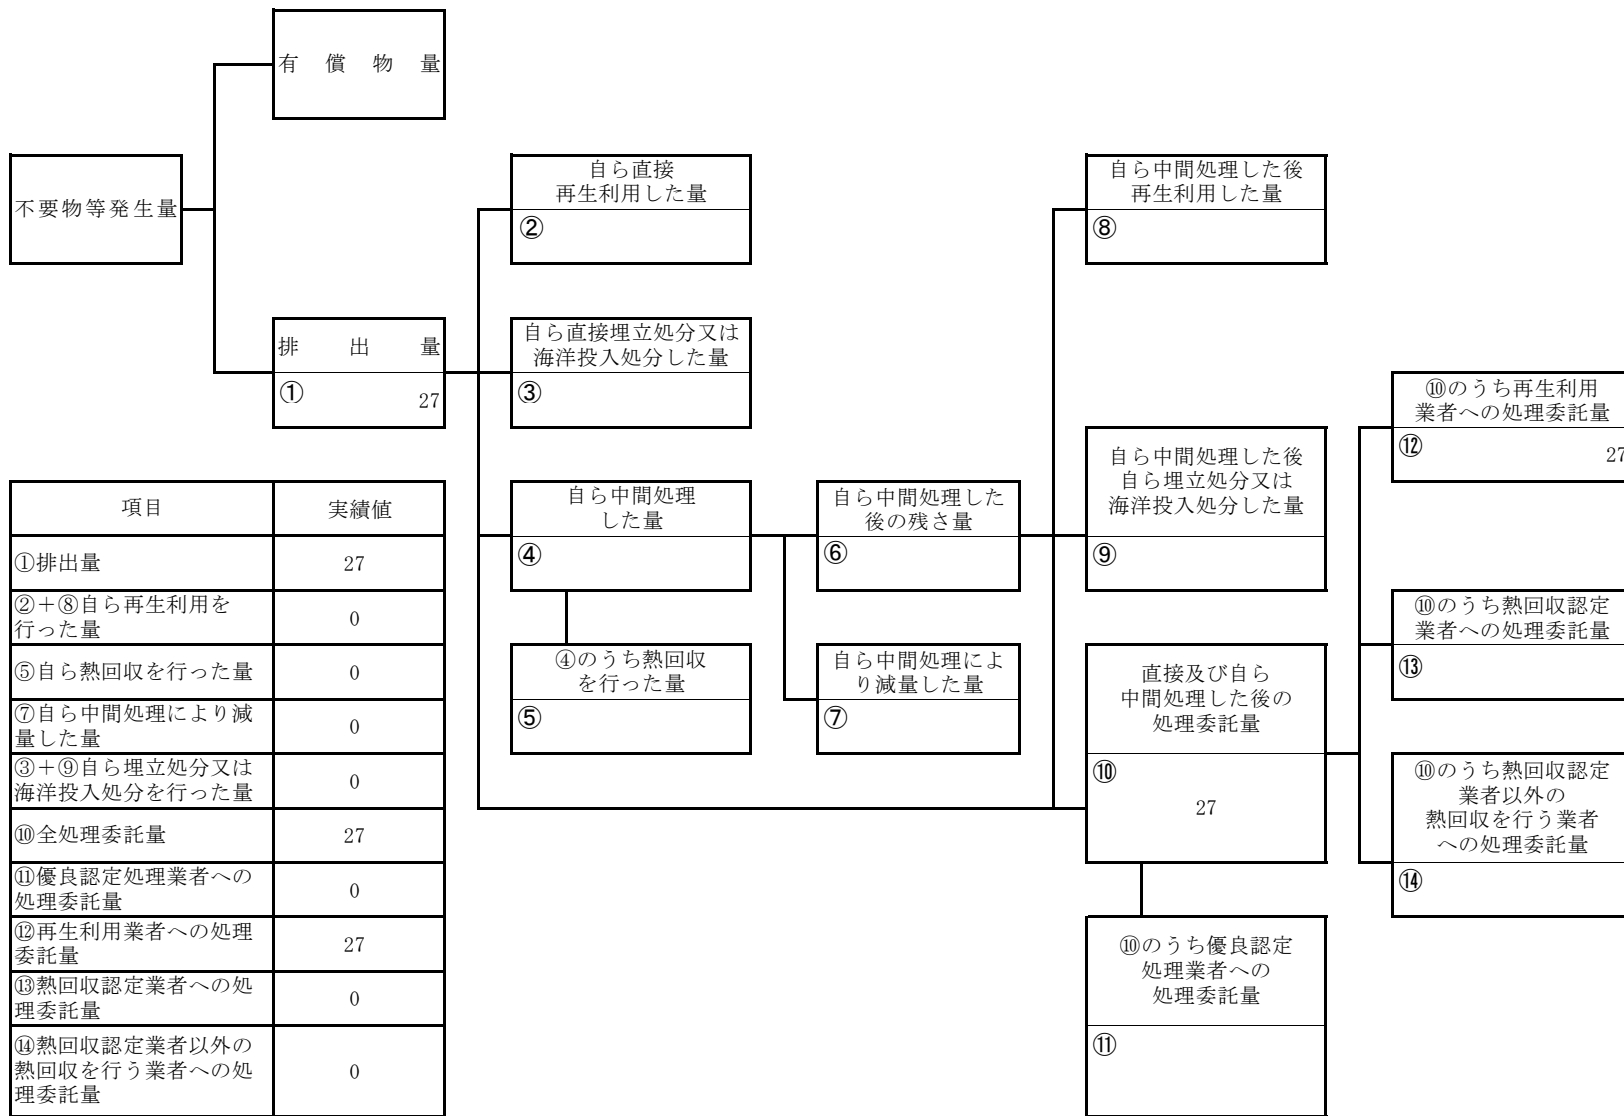 有償物量
不要物等発生量
排出量
① 27
自ら直接
再生利用した量
②
自ら直接埋立処分又は
海洋投入処分した量
③
自ら中間処理
した量
④
④のうち熱回収
を行った量
⑤
自ら中間処理した
後の残さ量
⑥
自ら中間処理によ
り減量した量
⑦
自ら中間処理した後
再生利用した量
⑧
自ら中間処理した後
自ら埋立処分又は
海洋投入処分した量
⑨
直接及び自ら
中間処理した後の
処理委託量
⑩
27
⑩のうち優良認定
処理業者への
処理委託量
⑪
⑩のうち再生利用
業者への処理委託量
⑫ 27
⑩のうち熱回収認定
業者への処理委託量
⑬
⑩のうち熱回収認定
業者以外の
熱回収を行う業者
への処理委託量
⑭
項目 実績値
①排出量 27
②+⑧自ら再生利用を
行った量 0
⑤自ら熱回収を行った量 0
⑦自ら中間処理により減
量した量 0
③+⑨自ら埋立処分又は
海洋投入処分を行った量 0
⑩全処理委託量 27
⑪優良認定処理業者への
処理委託量 0
⑫再生利用業者への処理
委託量 27
⑬熱回収認定業者への処
理委託量 0
⑭熱回収認定業者以外の
熱回収を行う業者への処
理委託量 0